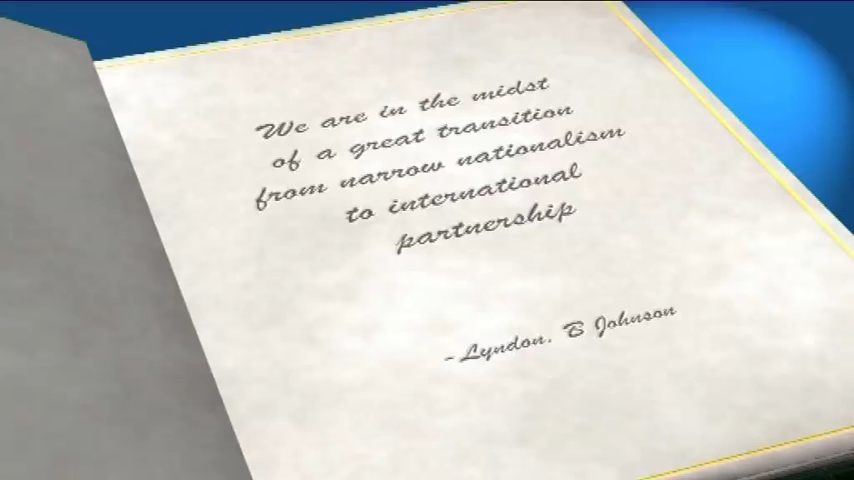 We are in the midst
of a great transition
from narrow nationalism
to international
partnership
-Lyndon. B Johnson